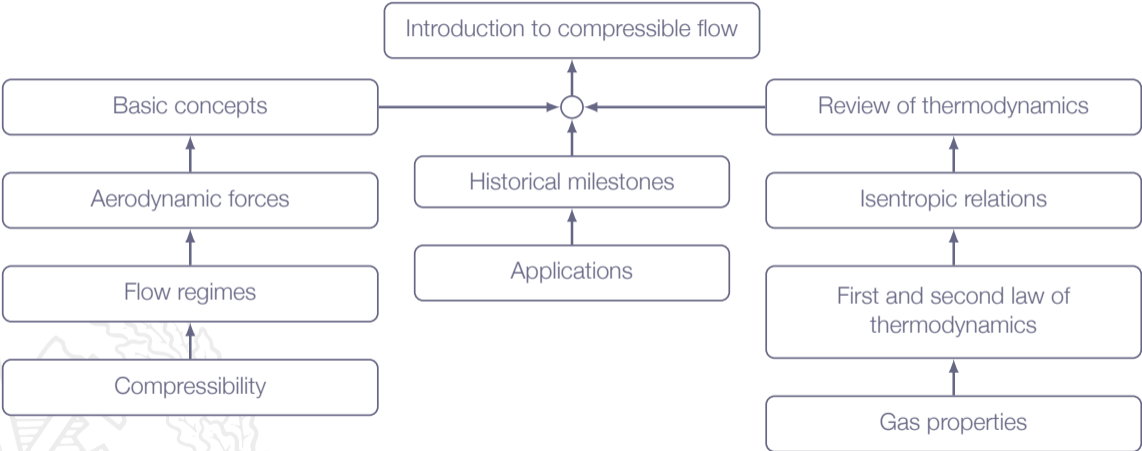 Introduction to compressible flow
Basic concepts
Review of thermodynamics
Historical milestones
Aerodynamic forces
Isentropic relations
Applications
Flow regimes
First and second law of
thermodynamics
Compressibility
Gas properties